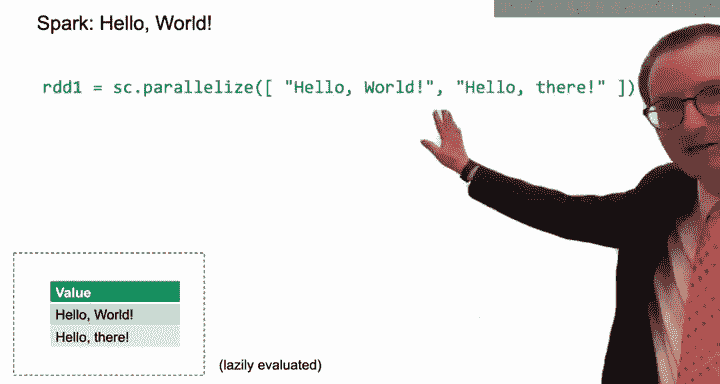 Spark: Hello, World!
rdd1 = sc.parallelize([ "Hello, World!", "Hello, there!" ])
Value
Hello, World!
Hello, there!
(lazily evaluated)